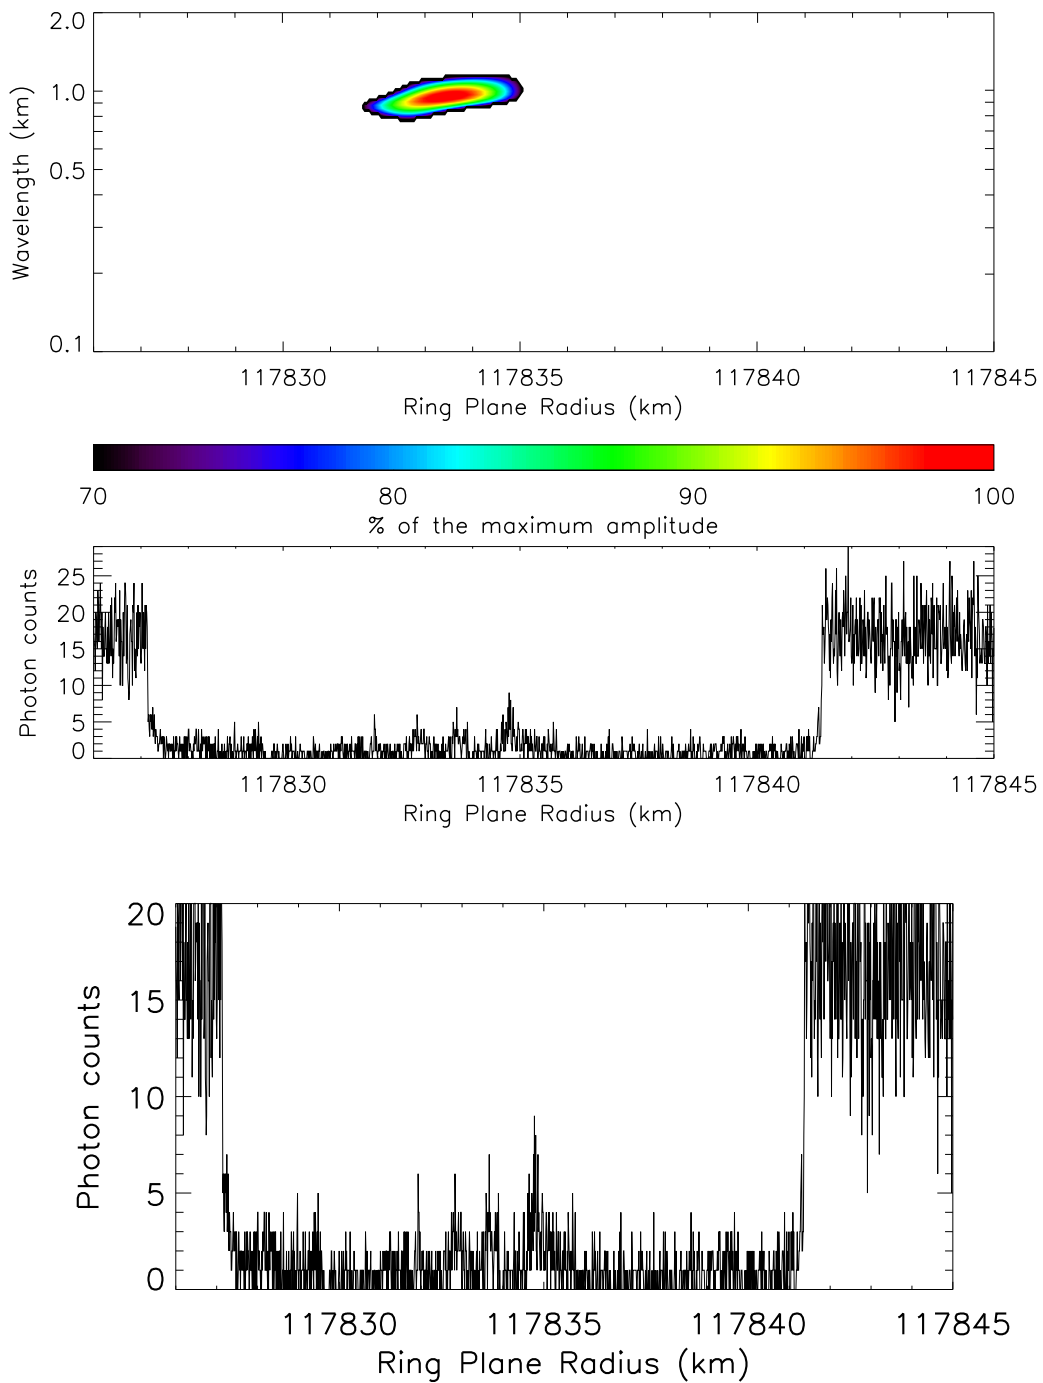 2.0
1.0
0.5
0.1
Wavelength (km)
117830 117835 117840 117845
Ring Plane Radius (km)
70 80 90 100
% of the maximum amplitude
25
20
15
10
5
0
Photon counts
117830 117835 117840 117845
Ring Plane Radius (km)
20
15
10
5
0
Photon counts
117830 117835 117840 117845
Ring Plane Radius (km)